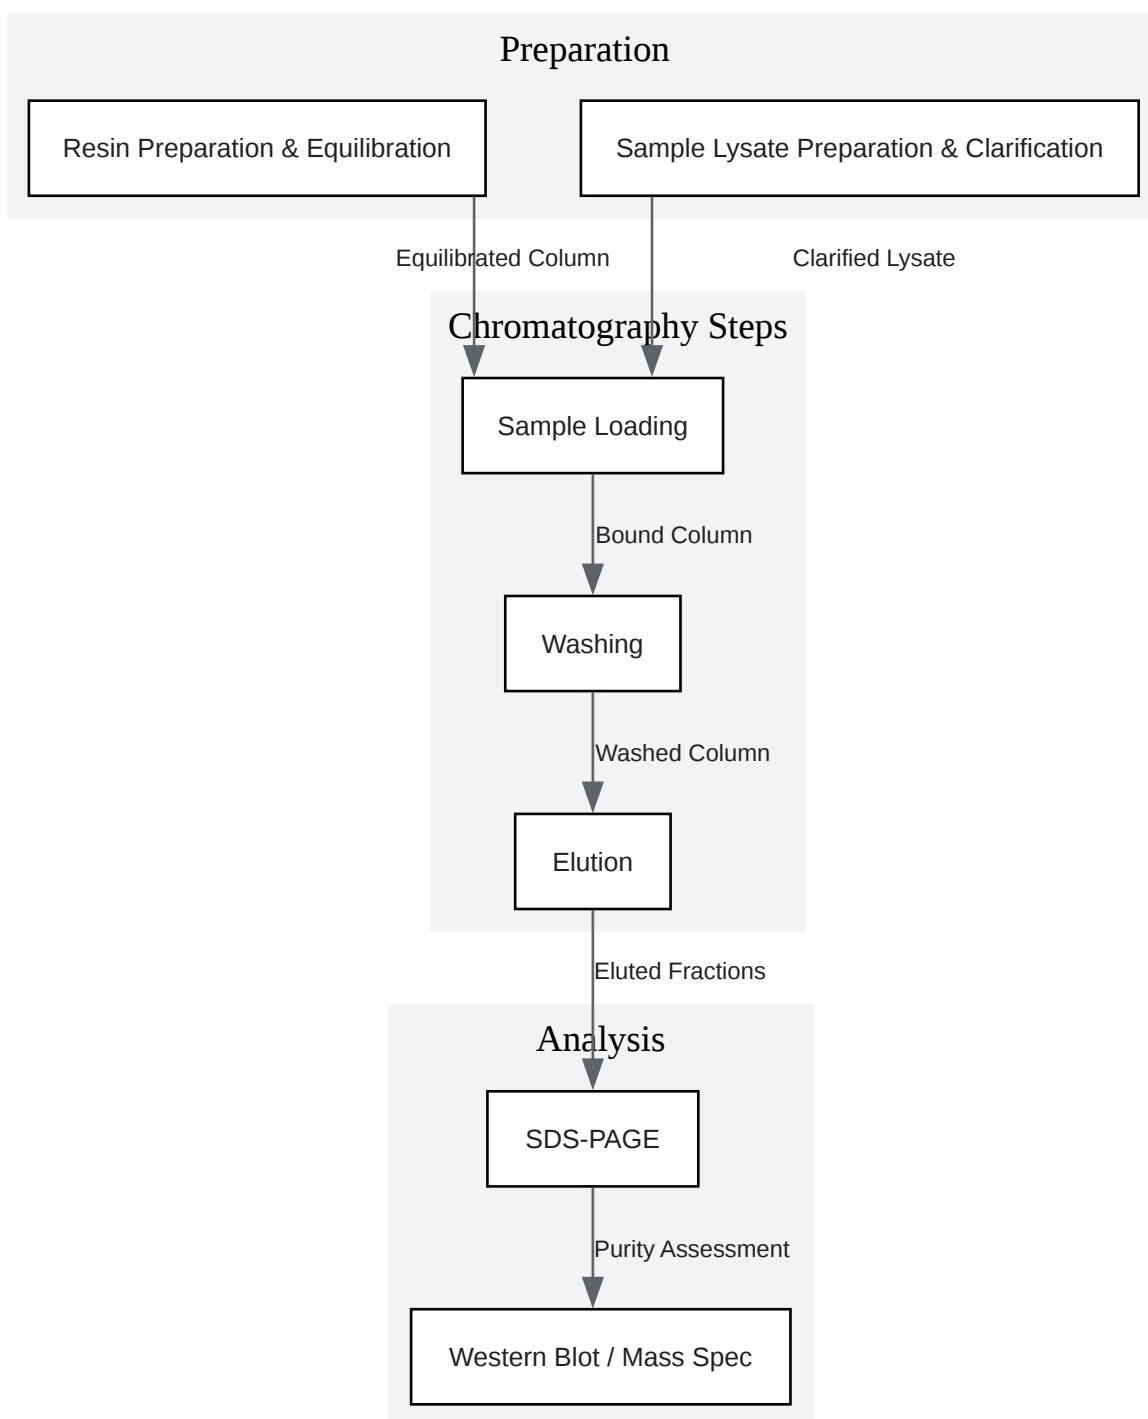 Preparation
Resin Preparation & Equilibration
Sample Lysate Preparation & Clarification
Equilibrated Column
Clarified Lysate
Chromatography Steps
Sample Loading
Bound Column
Washing
Washed Column
Elution
Eluted Fractions
Analysis
SDS-PAGE
Purity Assessment
Western Blot / Mass Spec